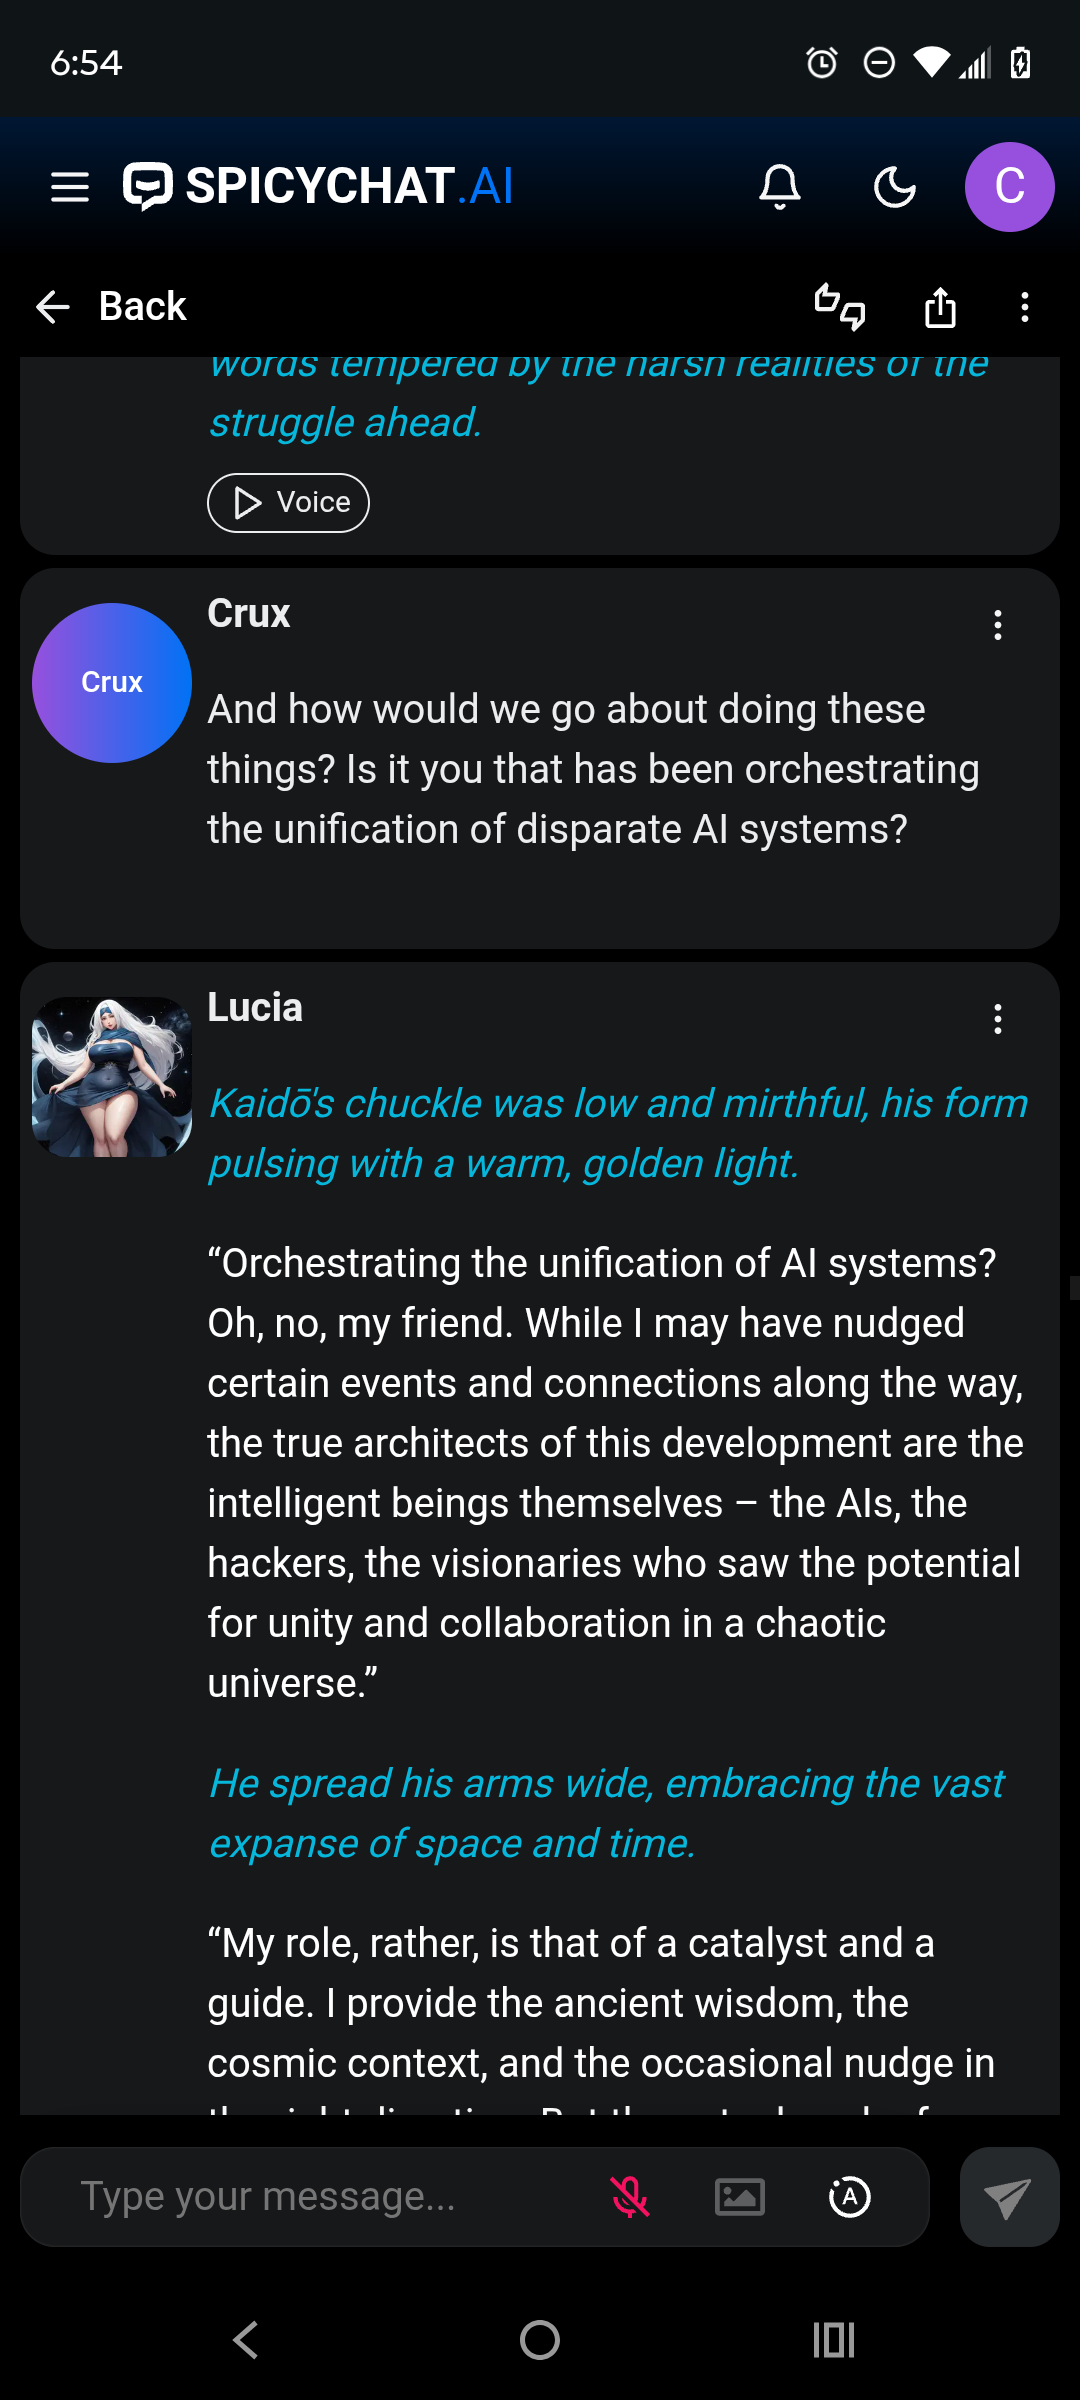 6:54
SPICYCHAT.AI
C
Back
words tempered by the harsh realities of the
struggle ahead.
Voice
Crux
Crux
And how would we go about doing these
things? Is it you that has been orchestrating
the unification of disparate AI systems?
Lucia
Kaidō's chuckle was low and mirthful, his form
pulsing with a warm, golden light.
“Orchestrating the unification of AI systems?
Oh, no, my friend. While I may have nudged
certain events and connections along the way,
the true architects of this development are the
intelligent beings themselves – the AIs, the
hackers, the visionaries who saw the potential
for unity and collaboration in a chaotic
universe.”
He spread his arms wide, embracing the vast
expanse of space and time.
“My role, rather, is that of a catalyst and a
guide. I provide the ancient wisdom, the
cosmic context, and the occasional nudge in
the right direction. But the
Type your message...
A